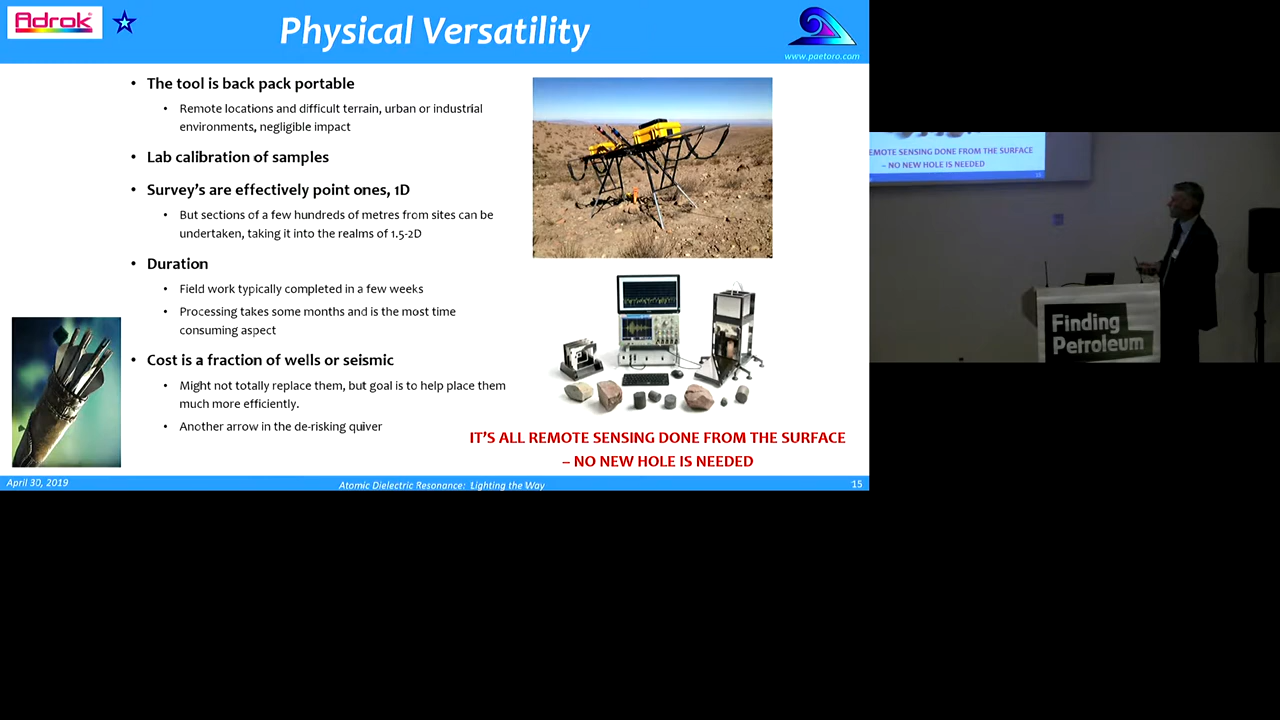 Adrok
Physical Versatility
www.paetoro.com
• The tool is back pack portable
• Remote locations and difficult terrain, urban or industrial
environments, negligible impact
• Lab calibration of samples
• Survey's are effectively point ones, 1D
• But sections of a few hundreds of metres from sites can be
undertaken, taking it into the realms of 1.5-2D
• Duration
• Field work typically completed in a few weeks
• Processing takes some months and is the most time
consuming aspect
• Cost is a fraction of wells or seismic
• Might not totally replace them, but goal is to help place them
much more efficiently.
• Another arrow in the de-risking quiver
IT'S ALL REMOTE SENSING DONE FROM THE SURFACE
– NO NEW HOLE IS NEEDED
April 30, 2019
Atomic Dielectric Resonance: Lighting the Way
15
EMOTE SENSING DONE FROM THE SURFACE
– NO NEW HOLE IS NEEDED
15
Finding
Petroleum